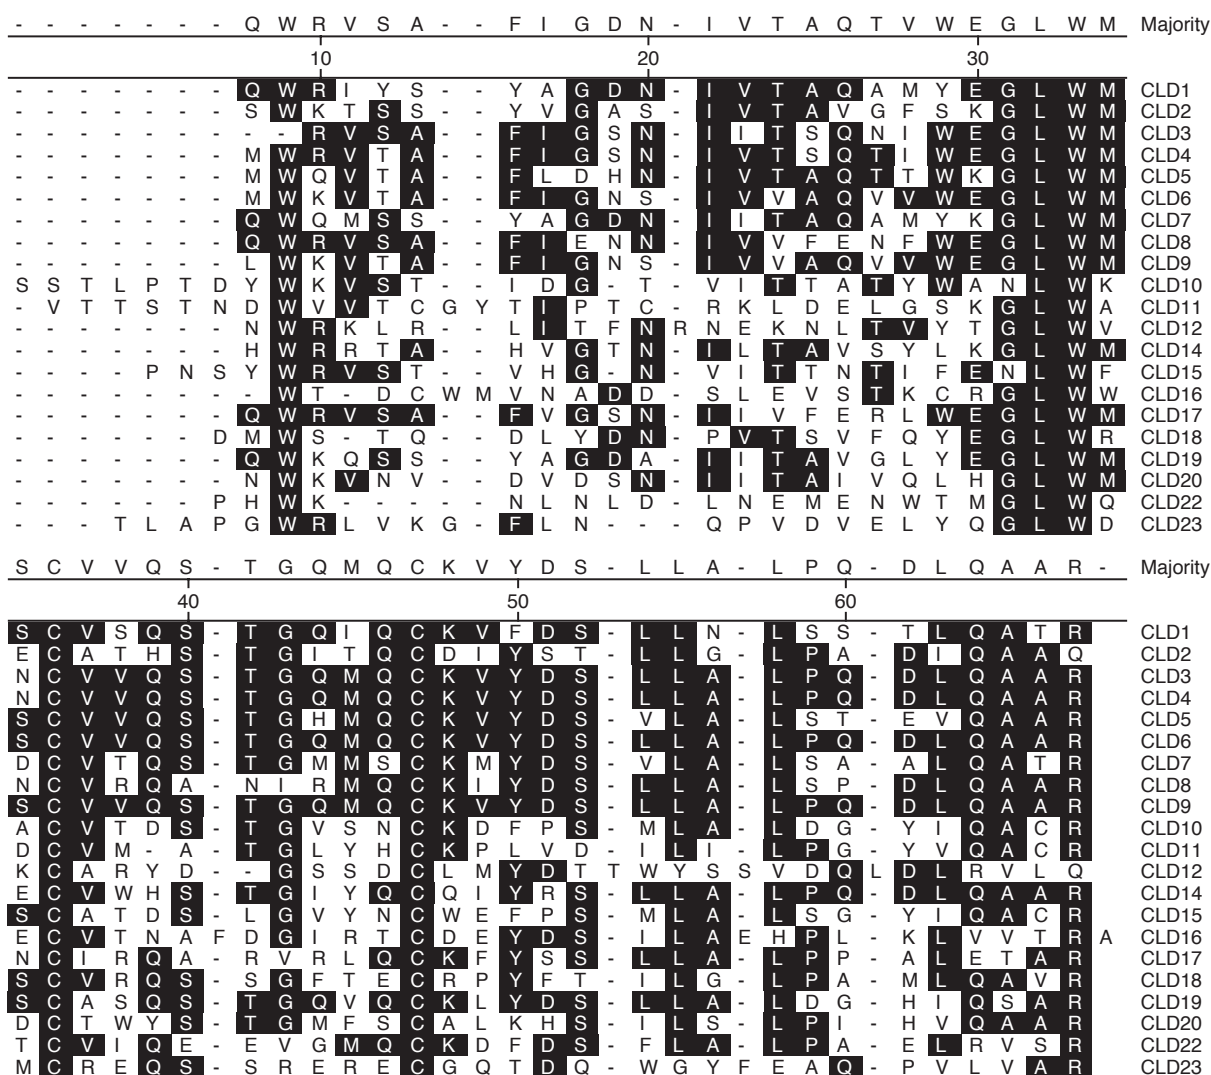 - - - - - - - Q W R V S A - - F I G D N - I V T A Q T V W E G L W M Majority
10 20 30
- - - - - - - Q W R I Y S - - Y A G D N - I V T A Q A M Y E G L W M CLD1
- - - - - - - S W K T S S - - Y V G A S - I V T A V G F S K G L W M CLD2
- - - - - - - - - R V S A - - F I G S N - I I T S Q N I W E G L W M CLD3
- - - - - - - M W R V T A - - F I G S N - I V T S Q T I W E G L W M CLD4
- - - - - - - M W Q V T A - - F L D H N - I V T A Q T T W K G L W M CLD5
- - - - - - - M W K V T A - - F I G N S - I V V A Q V V W E G L W M CLD6
- - - - - - - Q W Q M S S - - Y A G D N - I I T A Q A M Y K G L W M CLD7
- - - - - - - Q W R V S A - - F I E N N - I V V F E N F W E G L W M CLD8
- - - - - - - L W K V T A - - F I G N S - I V V A Q V V W E G L W M CLD9
S S T L P T D Y W K V S T - - I D G - T - V I T T A T Y W A N L W K CLD10
- V T T S T N D W V V T C G Y T I P T C - R K L D E L G S K G L W A CLD11
- - - - - - - N W R K L R - - L I T F N R N E K N L T V Y T G L W V CLD12
- - - - - - - H W R R T A - - H V G T N - I L T A V S Y L K G L W M CLD14
- - - - P N S Y W R V S T - - V H G - N - V I T T N T I F E N L W F CLD15
- - - - - - - - W T - D C W M V N A D D - S L E V S T K C R G L W W CLD16
- - - - - - - Q W R V S A - - F V G S N - I I V F E R L W E G L W M CLD17
- - - - - - D M W S - T Q - - D L Y D N - P V T S V F Q Y E G L W R CLD18
- - - - - - - Q W K Q S S - - Y A G D A - I I T A V G L Y E G L W M CLD19
- - - - - - - N W K V N V - - D V D S N - I I T A I V Q L H G L W M CLD20
- - - - - - P H W K - - - - - N L N L D - L N E M E N W T M G L W Q CLD22
- - - T L A P G W R L V K G - F L N - - - Q P V D V E L Y Q G L W D CLD23
S C V V Q S - T G Q M Q C K V Y D S - L L A - L P Q - D L Q A A R - Majority
40 50 60
S C V S Q S - T G Q I Q C K V F D S - L L N - L S S - T L Q A T R CLD1
E C A T H S - T G I T Q C D I Y S T - L L G - L P A - D I Q A A Q CLD2
N C V V Q S - T G Q M Q C K V Y D S - L L A - L P Q - D L Q A A R CLD3
N C V V Q S - T G Q M Q C K V Y D S - L L A - L P Q - D L Q A A R CLD4
S C V V Q S - T G H M Q C K V Y D S - V L A - L S T - E V Q A A R CLD5
S C V V Q S - T G Q M Q C K V Y D S - L L A - L P Q - D L Q A A R CLD6
D C V T Q S - T G M M S C K M Y D S - V L A - L S A - A L Q A T R CLD7
N C V R Q A - N I R M Q C K I Y D S - L L A - L S P - D L Q A A R CLD8
S C V V Q S - T G Q M Q C K V Y D S - L L A - L P Q - D L Q A A R CLD9
A C V T D S - T G V S N C K D F P S - M L A - L D G - Y I Q A C R CLD10
D C V M - A - T G L Y H C K P L V D - I L I - L P G - Y V Q A C R CLD11
K C A R Y D - - G S S D C L M Y D T T W Y S S V D Q L D L R V L Q CLD12
E C V W H S - T G I Y Q C Q I Y R S - L L A - L P Q - D L Q A A R CLD14
S C A T D S - L G V Y N C W E F P S - M L A - L S G - Y I Q A C R CLD15
E C V T N A F D G I R T C D E Y D S - I L A E H P L - K L V V T R A CLD16
N C I R Q A - R V R L Q C K F Y S S - L L A - L P P - A L E T A R CLD17
S C V R Q S - S G F T E C R P Y F T - I L G - L P A - M L Q A V R CLD18
S C A S Q S - T G Q V Q C K L Y D S - L L A - L D G - H I Q S A R CLD19
D C T W Y S - T G M F S C A L K H S - I L S - L P I - H V Q A A R CLD20
T C V I Q E - E V G M Q C K D F D S - F L A - L P A - E L R V S R CLD22
M C R E Q S - S R E R E C G Q T D Q - W G Y F E A Q - P V L V A R CLD23